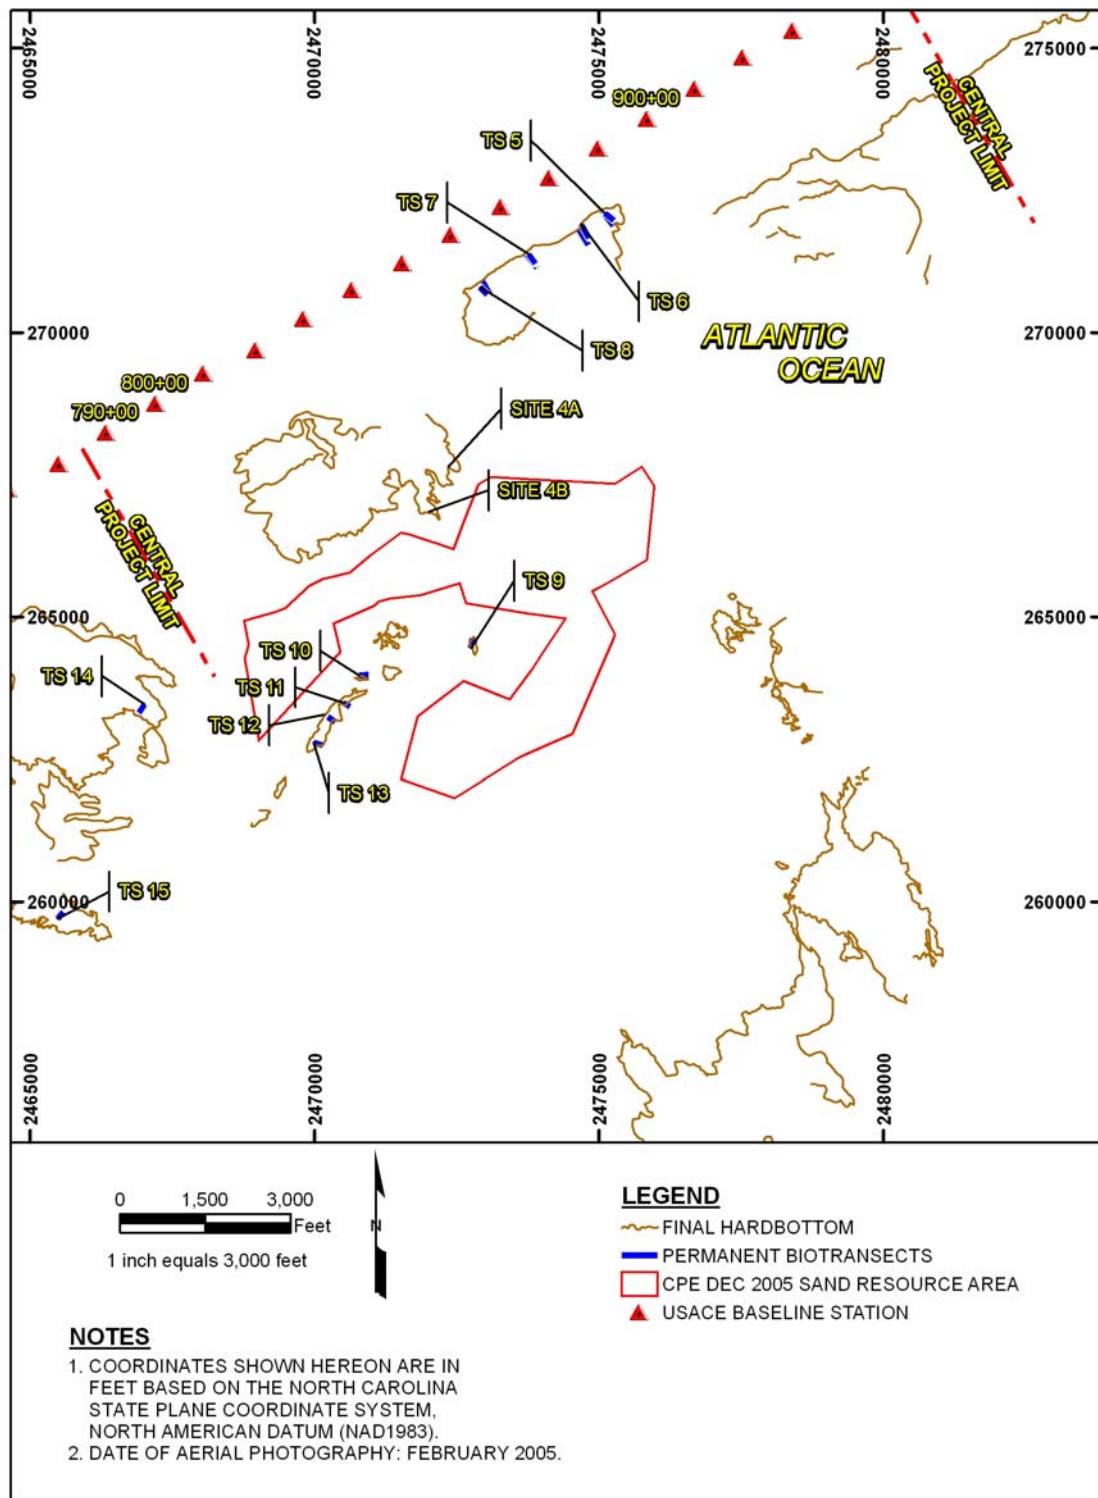 2465000
2470000
2475000
2480000
275000
900+00
CENTRAL
PROJECT LIMIT
TS 5
TS 7
TS 6
270000
270000
TS 8
ATLANTIC
OCEAN
800+00
790+00
SITE 4A
SITE 4B
CENTRAL
PROJECT LIMIT
TS 9
265000
265000
TS 10
TS 14
TS 11
TS 12
TS 13
TS 15
260000
260000
2465000
2470000
2475000
2480000
0 1,500 3,000
Feet
1 inch equals 3,000 feet
N
LEGEND
FINAL HARDBOTTOM
PERMANENT BIOTRANSECTS
CPE DEC 2005 SAND RESOURCE AREA
USACE BASELINE STATION
NOTES
1. COORDINATES SHOWN HEREON ARE IN
FEET BASED ON THE NORTH CAROLINA
STATE PLANE COORDINATE SYSTEM,
NORTH AMERICAN DATUM (NAD1983).
2. DATE OF AERIAL PHOTOGRAPHY: FEBRUARY 2005.